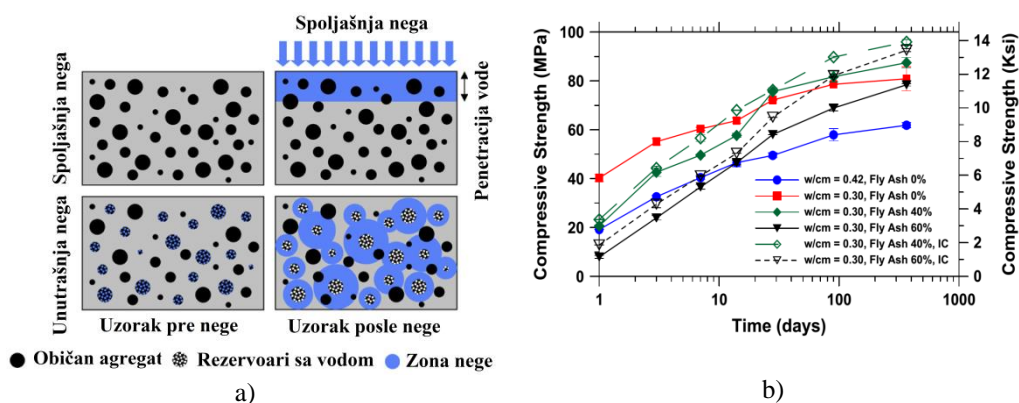 Spoljašnja nega
Spoljašnja nega
Penetracija vode
Unutrašnja nega
Uzorak pre nege
Uzorak posle nege
Običan agregat
Rezervoari sa vodom
Zona nege
a)
Compressive Strength (MPa)
100
80
60
40
20
0
w/cm = 0.42, Fly Ash 0%
w/cm = 0.30, Fly Ash 0%
w/cm = 0.30, Fly Ash 40%
w/cm = 0.30, Fly Ash 60%
w/cm = 0.30, Fly Ash 40%, IC
w/cm = 0.30, Fly Ash 60%, IC
14
12
10
8
6
4
2
0
Compressive Strength (Ksi)
1
10
100
1000
Time (days)
b)